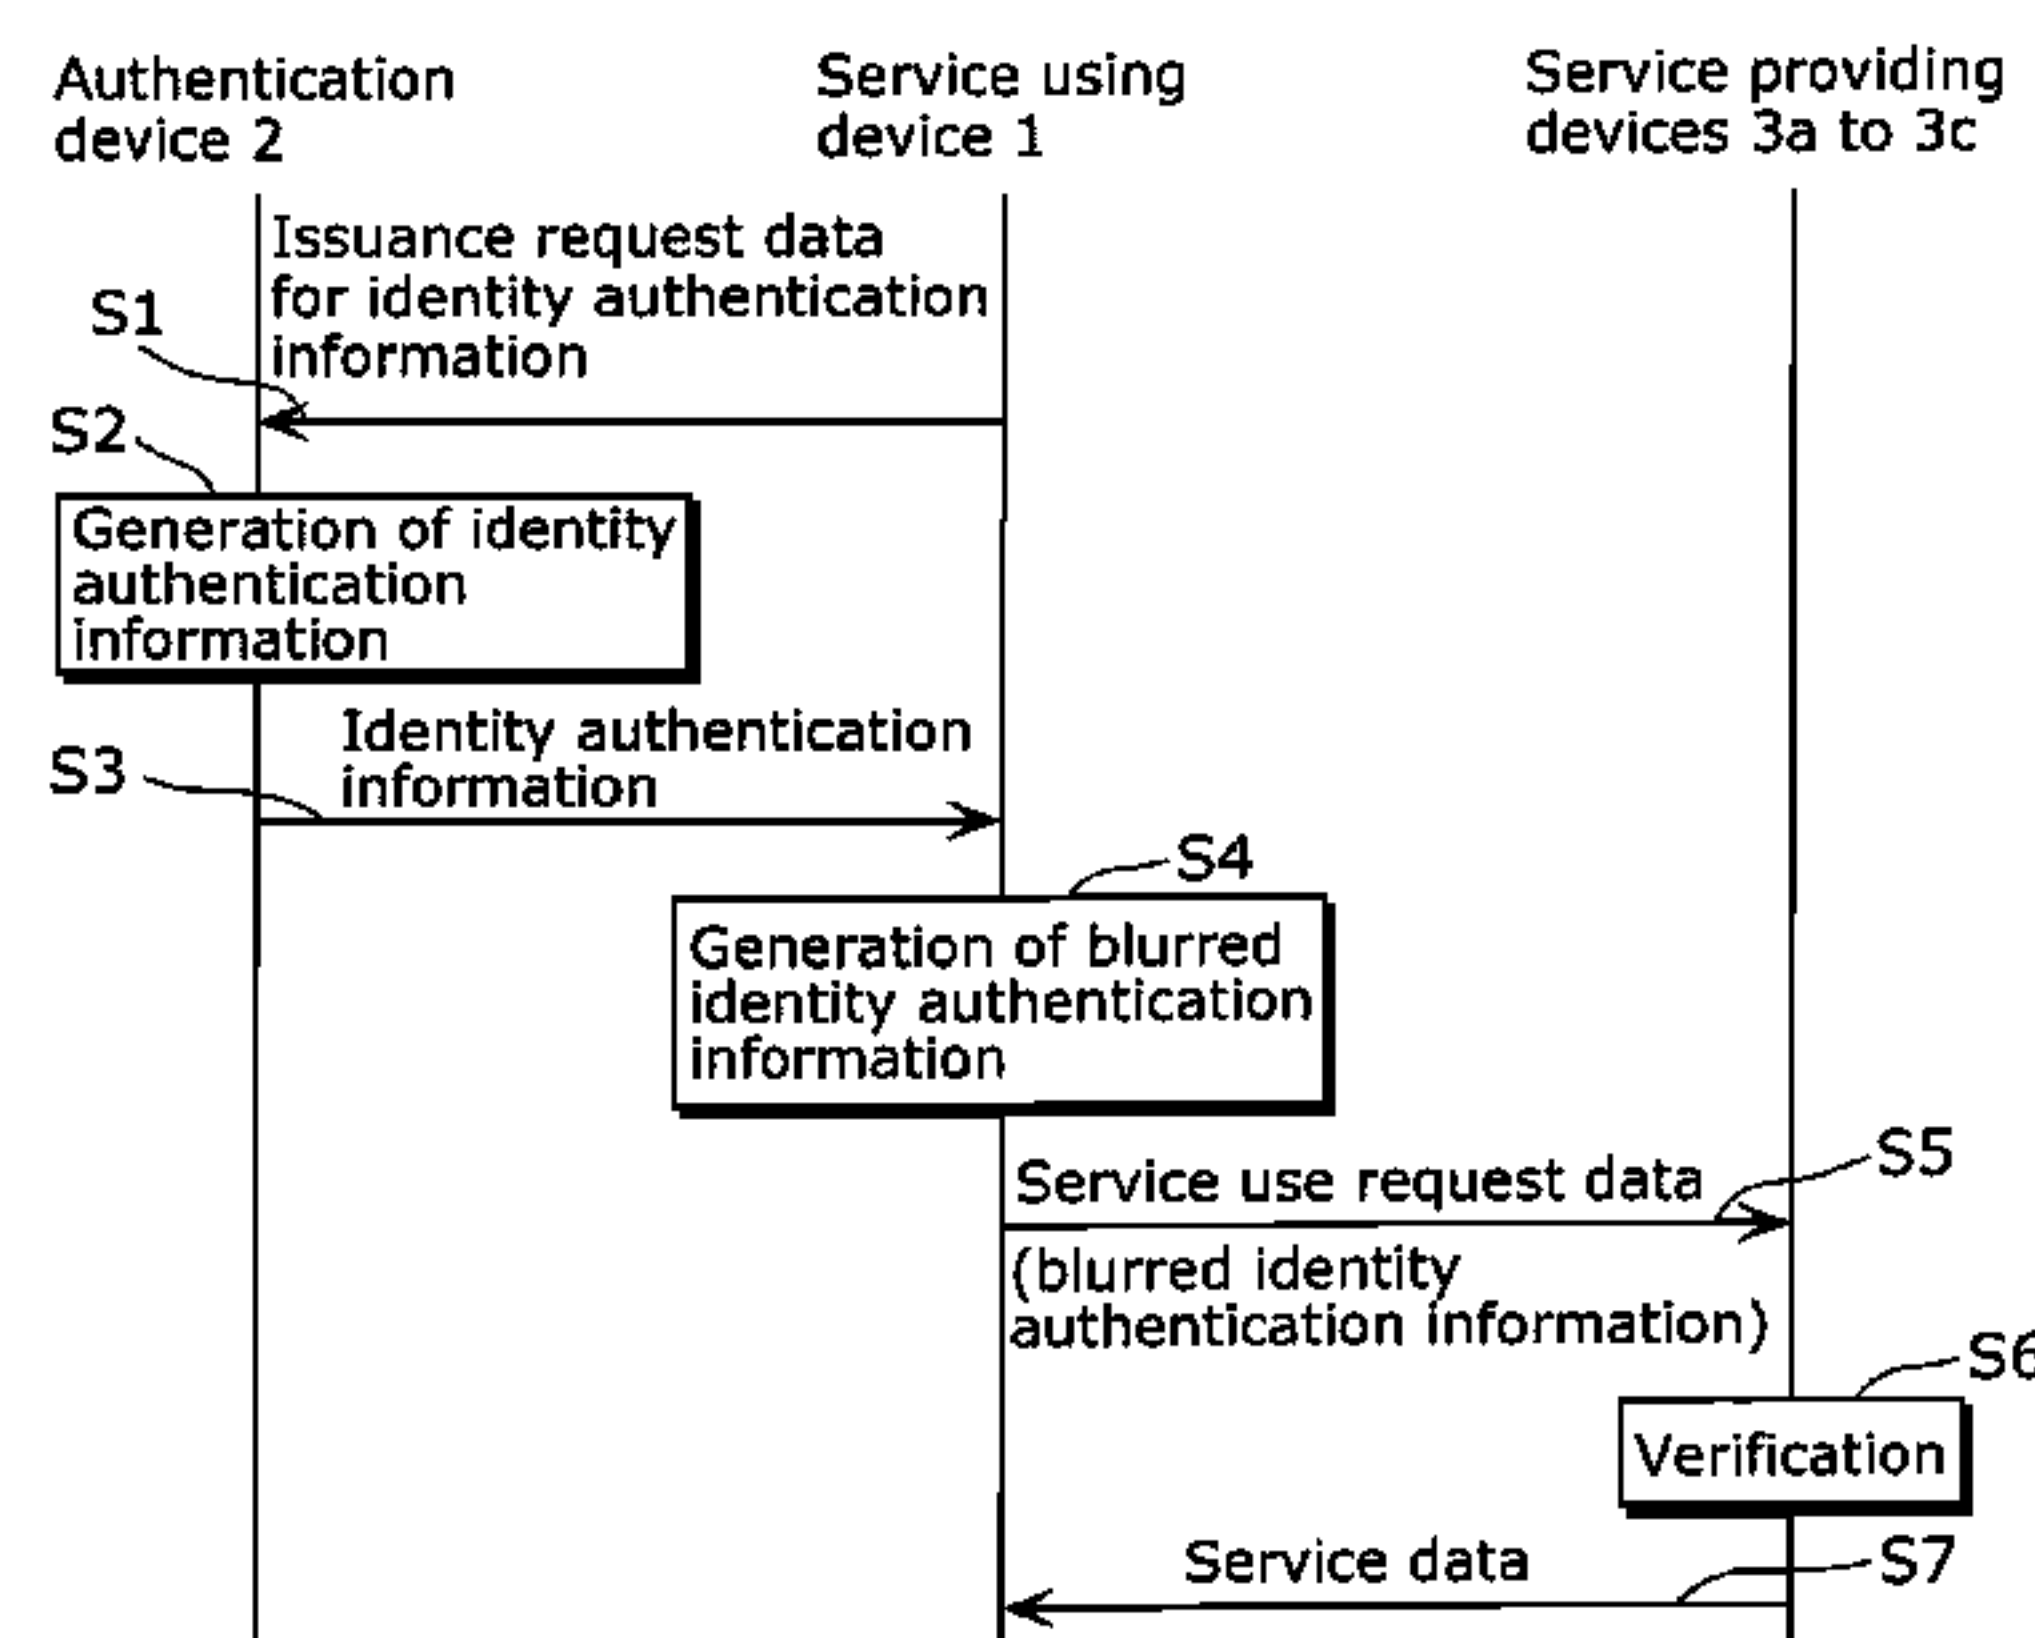 Authentication
device 2
Service using
device 1
Service providing
devices 3a to 3c
Issuance request data
for identity authentication
information
S1
S2
Generation of identity
authentication
information
Identity authentication
information
S3
S4
Generation of blurred
identity authentication
information
Service use request data
S5
(blurred identity
authentication information)
S6
Verification
Service data
S7